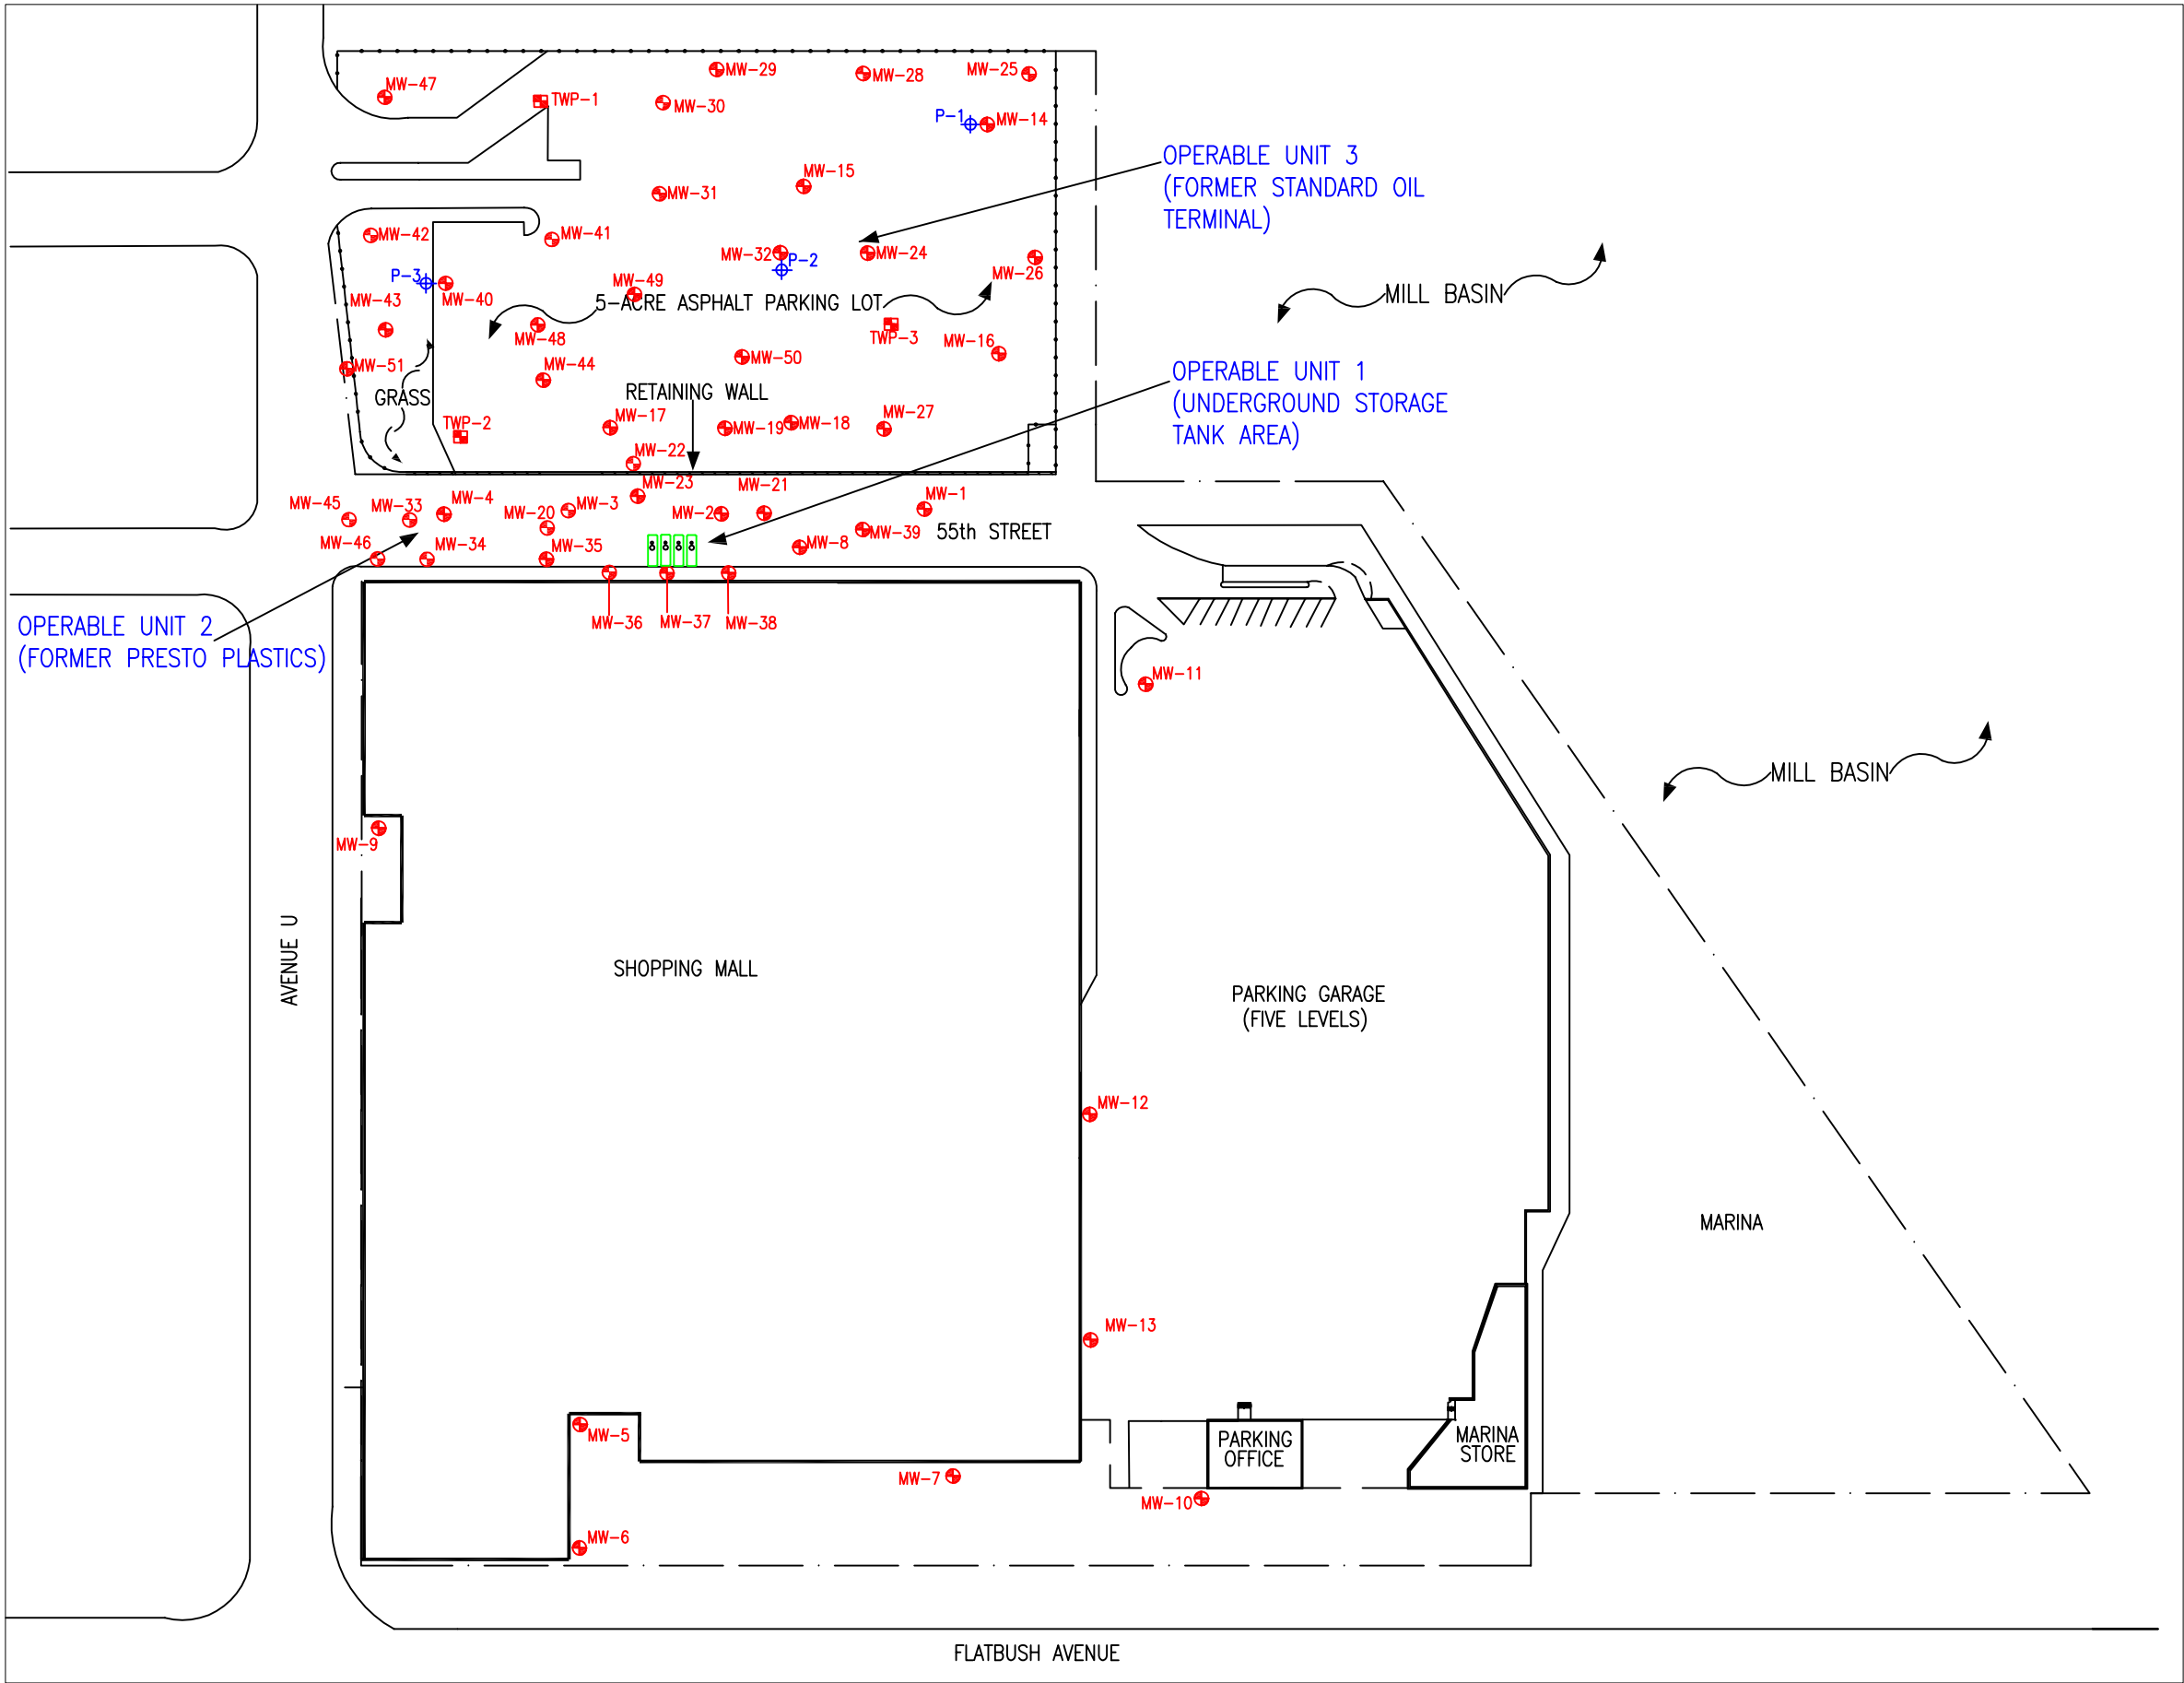 MW-47
TWP-1
MW-29
MW-30
MW-28
MW-25
P-1
MW-14
OPERABLE UNIT 3
(FORMER STANDARD OIL
TERMINAL)
MW-15
MW-31
MW-42
MW-41
MW-32
P-2
MW-24
MW-26
P-3
MW-40
MW-43
MW-49
5-ACRE ASPHALT PARKING LOT
MILL BASIN
MW-48
TWP-3
MW-16
MW-51
MW-44
MW-50
OPERABLE UNIT 1
(UNDERGROUND STORAGE
TANK AREA)
GRASS
RETAINING WALL
TWP-2
MW-17
MW-19
MW-18
MW-27
MW-22
MW-23
MW-21
MW-1
MW-45
MW-33
MW-4
MW-20
MW-3
MW-2
MW-39
55th STREET
MW-46
MW-34
MW-35
MW-8
MW-36
MW-37
MW-38
OPERABLE UNIT 2
(FORMER PRESTO PLASTICS)
MW-11
MILL BASIN
MW-9
AVENUE U
SHOPPING MALL
PARKING GARAGE
(FIVE LEVELS)
MW-12
MARINA
MW-13
MW-5
PARKING
OFFICE
MARINA
STORE
MW-7
MW-10
MW-6
FLATBUSH AVENUE